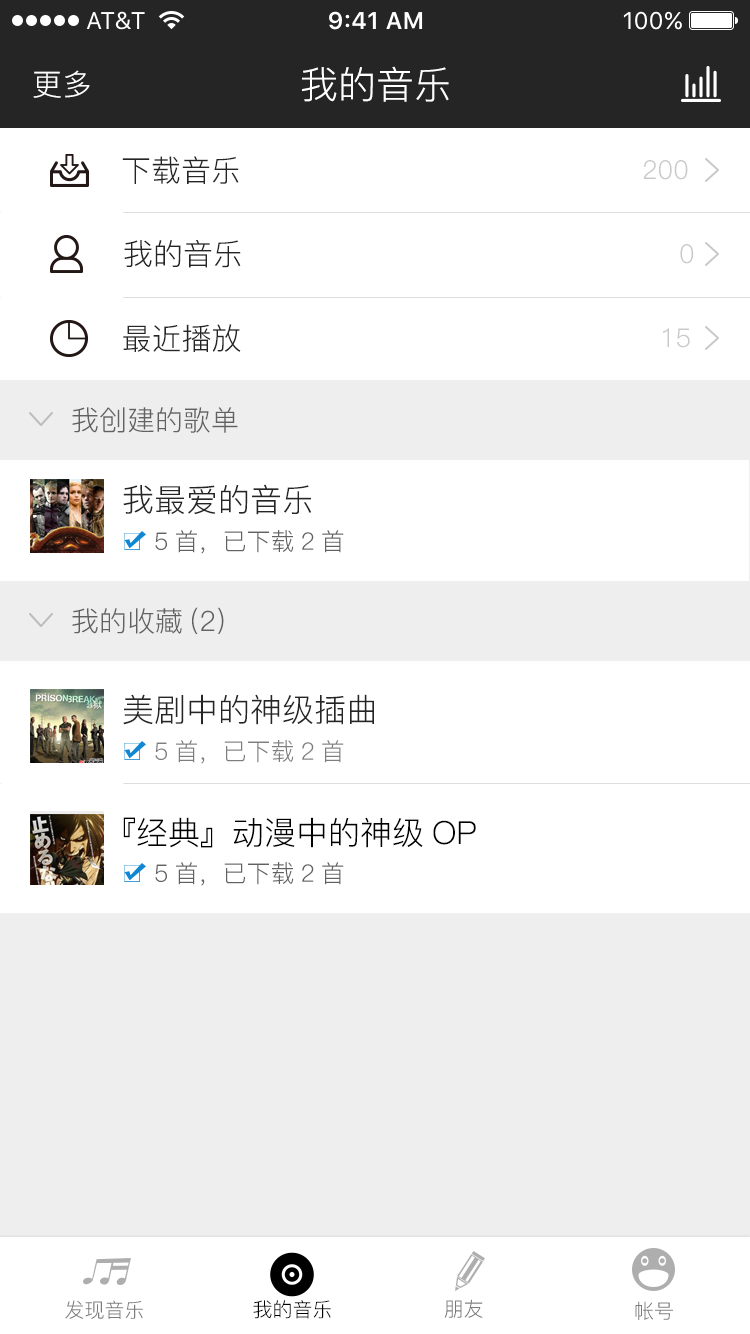 AT&T 9:41 AM 100%
更多 我的音乐
下载音乐 200
我的音乐 0
最近播放 15
我创建的歌单
我最爱的音乐
5 首，已下载 2 首
我的收藏 (2)
PRISON BREAK
美剧中的神级插曲
5 首，已下载 2 首
止めるな
『经典』动漫中的神级 OP
5 首，已下载 2 首
发现音乐 我的音乐 朋友 帐号